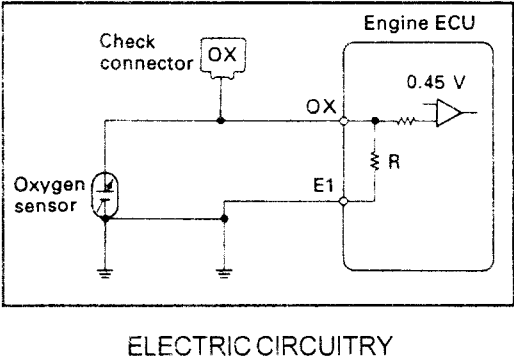 Engine ECU
Check
connector
OX
0.45 V
OX
R
Oxygen
sensor
E1
ELECTRIC CIRCUITRY